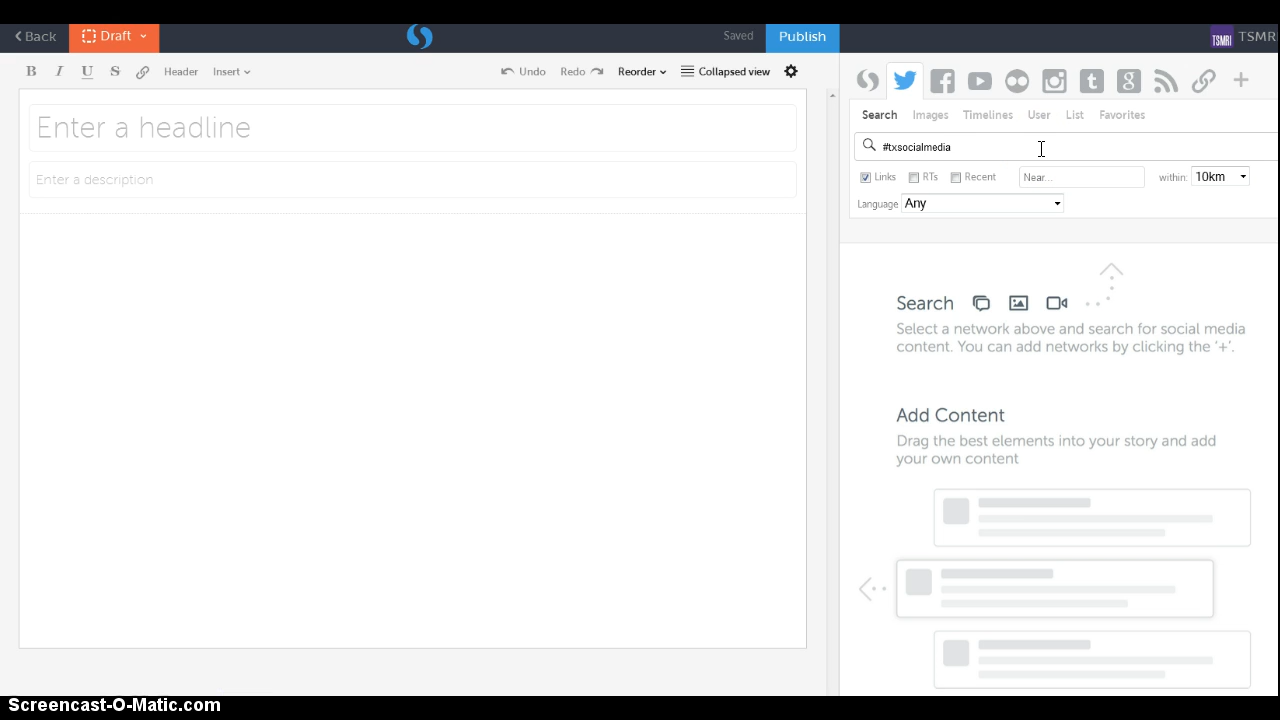 Back
Draft
Saved
Publish
TSMRI
TSMR
B I U S Header Insert
Undo Redo Reorder Collapsed view
Enter a headline
Enter a description
Search Images Timelines User List Favorites
#txsocialmedia
Links RTs Recent Near... within: 10km
Language Any
Search
Select a network above and search for social media
content. You can add networks by clicking the '+'.
Add Content
Drag the best elements into your story and add
your own content
Screencast-O-Matic.com